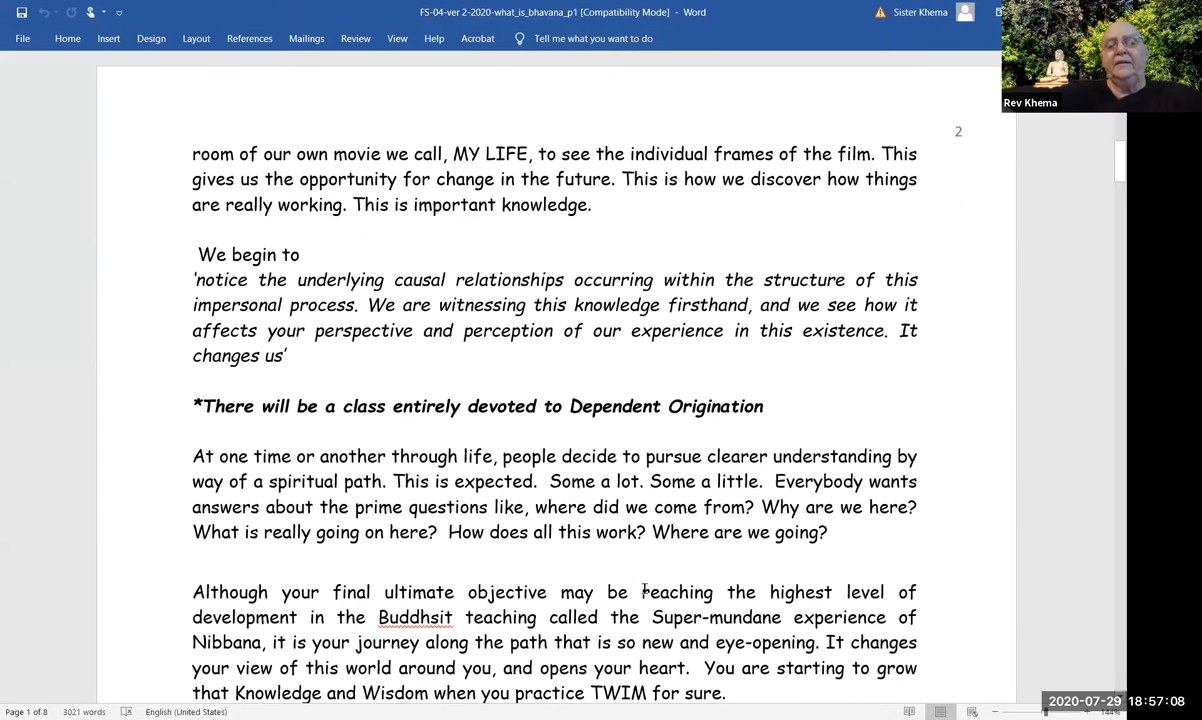 FS-04-ver 2-2020-what_is_bhavana_p1 [Compatibility Mode] - Word
Sister Khema
File Home Insert Design Layout References Mailings Review View Help Acrobat Tell me what you want to do
Rev Khema
2
room of our own movie we call, MY LIFE, to see the individual frames of the film. This
gives us the opportunity for change in the future. This is how we discover how things
are really working. This is important knowledge.
We begin to
'notice the underlying causal relationships occurring within the structure of this
impersonal process. We are witnessing this knowledge firsthand, and we see how it
affects your perspective and perception of our experience in this existence. It
changes us'
*There will be a class entirely devoted to Dependent Origination
At one time or another through life, people decide to pursue clearer understanding by
way of a spiritual path. This is expected. Some a lot. Some a little. Everybody wants
answers about the prime questions like, where did we come from? Why are we here?
What is really going on here? How does all this work? Where are we going?
Although your final ultimate objective may be reaching the highest level of
development in the Buddhsit teaching called the Super-mundane experience of
Nibbana, it is your journey along the path that is so new and eye-opening. It changes
your view of this world around you, and opens your heart. You are starting to grow
that Knowledge and Wisdom when you practice TWIM for sure.
Page 1 of 8 3021 words English (United States) 144%
2020-07-29 18:57:08